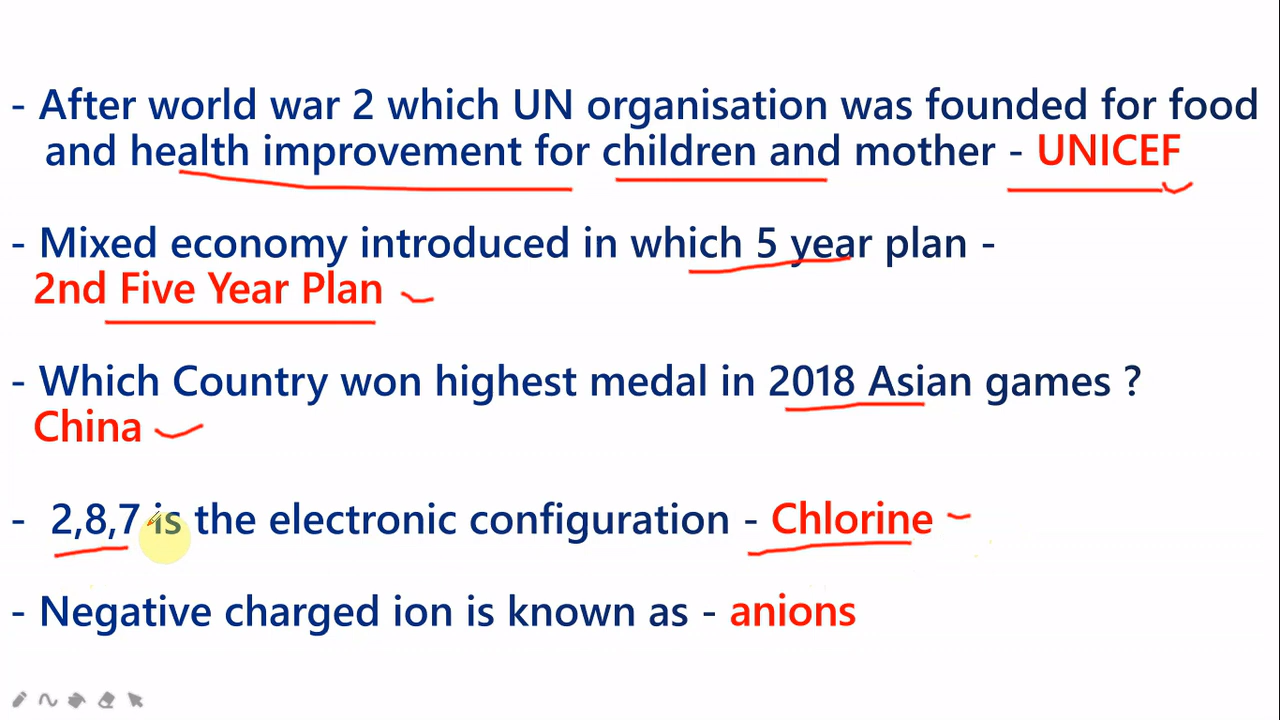 - After world war 2 which UN organisation was founded for food
and health improvement for children and mother - UNICEF
- Mixed economy introduced in which 5 year plan -
2nd Five Year Plan
- Which Country won highest medal in 2018 Asian games ?
China
- 2,8,7 is the electronic configuration - Chlorine
- Negative charged ion is known as - anions